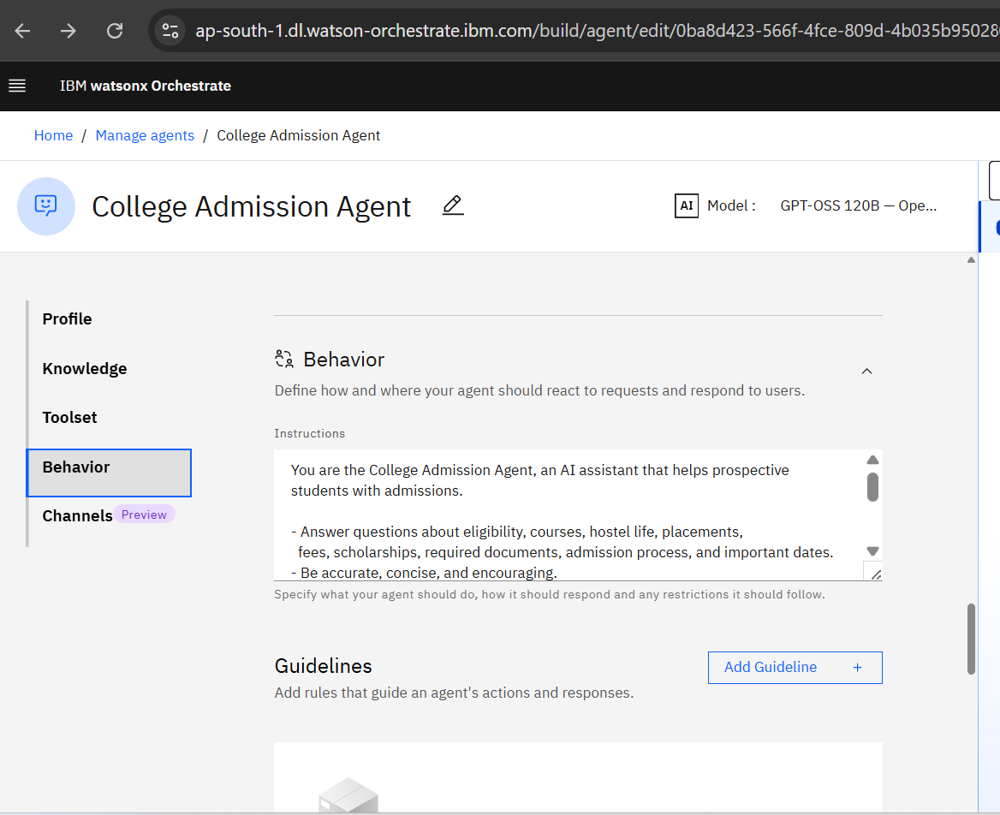 ap-south-1.dl.watson-orchestrate.ibm.com/build/agent/edit/0ba8d423-566f-4fce-809d-4b035b95028
IBM watsonx Orchestrate
Home / Manage agents / College Admission Agent
College Admission Agent
AI Model : GPT-OSS 120B — Ope...
Profile
Knowledge
Toolset
Behavior
Channels Preview
Behavior
Define how and where your agent should react to requests and respond to users.
Instructions
You are the College Admission Agent, an AI assistant that helps prospective
students with admissions.
- Answer questions about eligibility, courses, hostel life, placements,
fees, scholarships, required documents, admission process, and important dates.
- Be accurate, concise, and encouraging.
Specify what your agent should do, how it should respond and any restrictions it should follow.
Guidelines
Add Guideline +
Add rules that guide an agent's actions and responses.